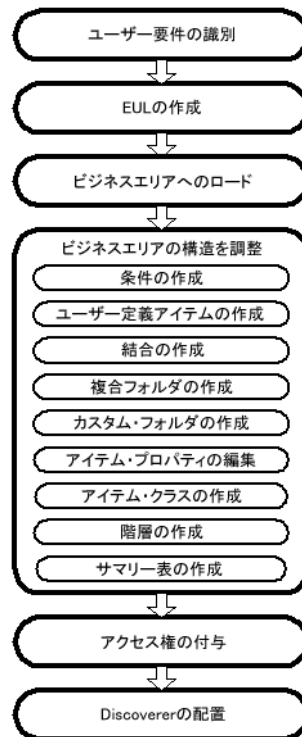 ユーザー要件の識別
EULの作成
ビジネスエリアへのロード
ビジネスエリアの構造を調整
条件の作成
ユーザー定義アイテムの作成
結合の作成
複合フォルダの作成
カスタム・フォルダの作成
アイテム・プロパティの編集
アイテム・クラスの作成
階層の作成
サマリー表の作成
アクセス権の付与
Discovererの配置